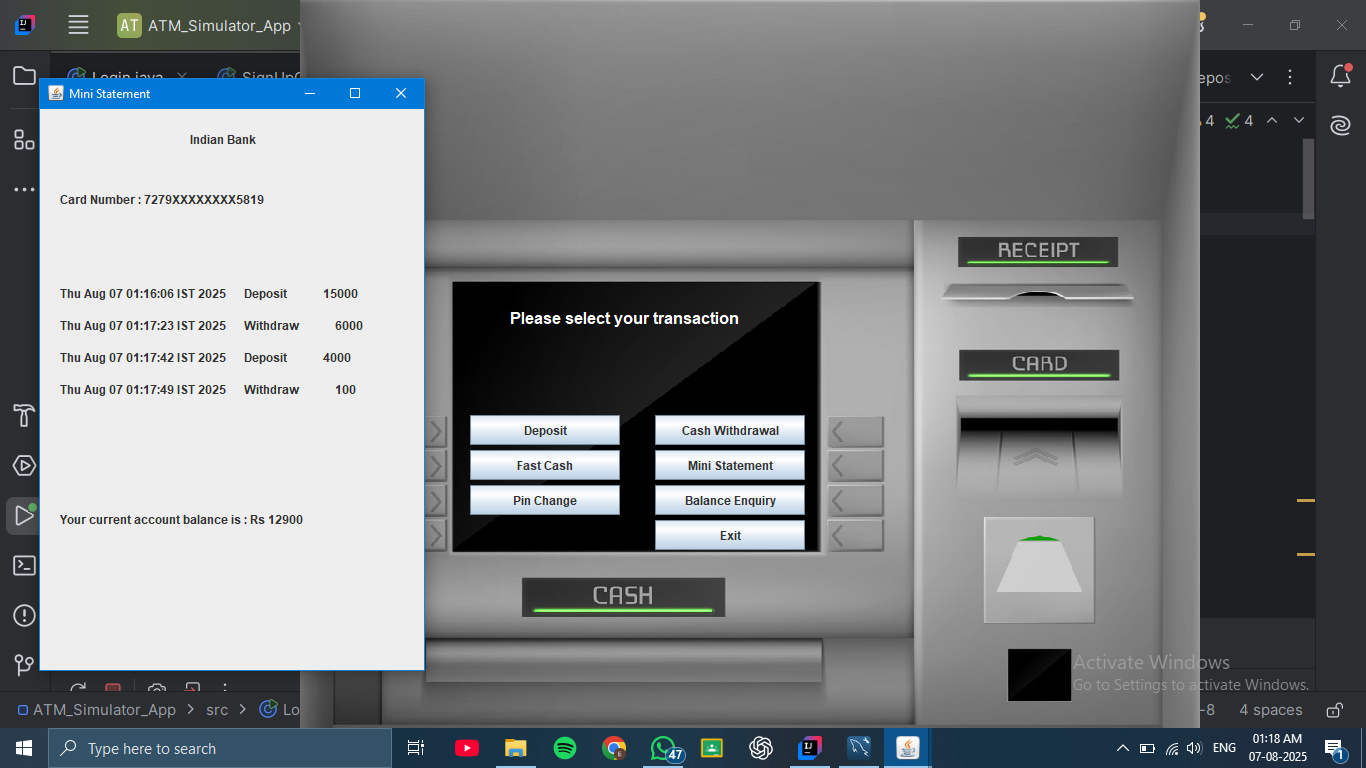 AT ATM_Simulator_App
Login.java SignUp
epos
4 4
Mini Statement
Indian Bank
Card Number : 7279XXXXXXXX5819
Thu Aug 07 01:16:06 IST 2025 Deposit 15000
Thu Aug 07 01:17:23 IST 2025 Withdraw 6000
Thu Aug 07 01:17:42 IST 2025 Deposit 4000
Thu Aug 07 01:17:49 IST 2025 Withdraw 100
Your current account balance is : Rs 12900
Please select your transaction
Deposit Cash Withdrawal
Fast Cash Mini Statement
Pin Change Balance Enquiry
Exit
CASH
RECEIPT
CARD
Activate Windows
Go to Settings to activate Windows.
ATM_Simulator_App > src > Lo
-8 4 spaces
Type here to search
47
ENG
01:18 AM
07-08-2025
1